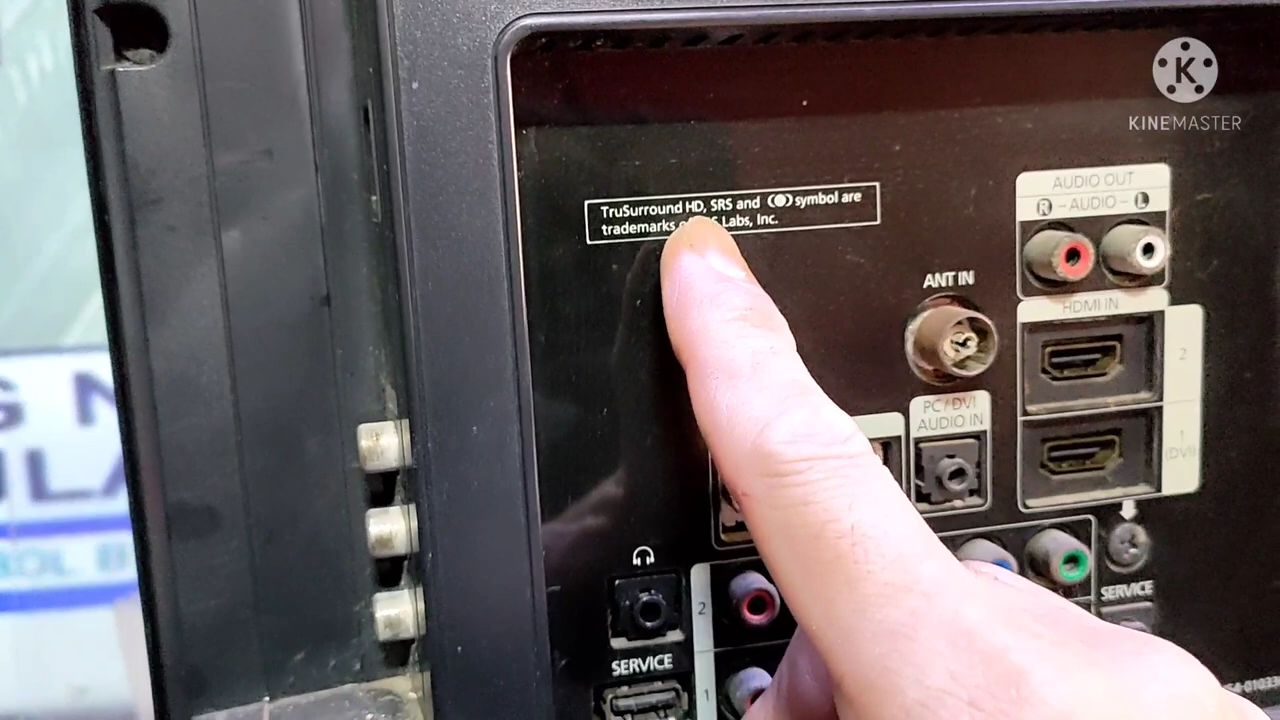 KINEMASTER
TruSurround HD, SRS and symbol are
trademarks Labs, Inc.
AUDIO OUT
R - AUDIO - L
ANT IN
HDMI IN
2
PC / DVI
AUDIO IN
1
(DVI)
SERVICE
2
SERVICE
1